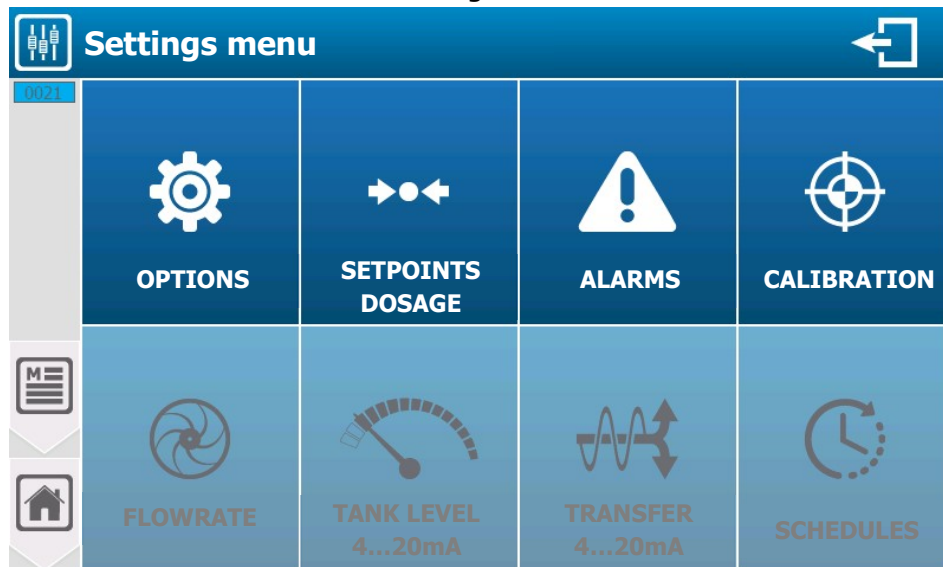 Settings menu
0021
OPTIONS
SETPOINTS
DOSAGE
ALARMS
CALIBRATION
M
FLOWRATE
TANK LEVEL
4...20mA
TRANSFER
4...20mA
SCHEDULES